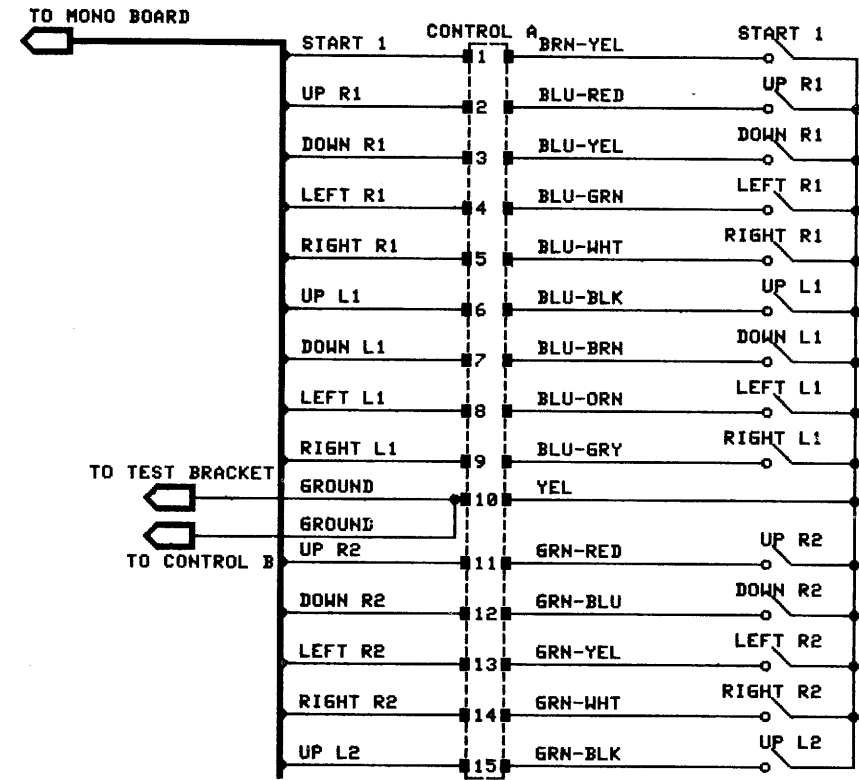 TO MONO BOARD
CONTROL A
START 1 1 BRN-YEL START 1
UP R1 2 BLU-RED UP R1
DOWN R1 3 BLU-YEL DOWN R1
LEFT R1 4 BLU-GRN LEFT R1
RIGHT R1 5 BLU-WHT RIGHT R1
UP L1 6 BLU-BLK UP L1
DOWN L1 7 BLU-BRN DOWN L1
LEFT L1 8 BLU-ORN LEFT L1
RIGHT L1 9 BLU-GRY RIGHT L1
TO TEST BRACKET
GROUND 10 YEL
GROUND
TO CONTROL B
UP R2 11 GRN-RED UP R2
DOWN R2 12 GRN-BLU DOWN R2
LEFT R2 13 GRN-YEL LEFT R2
RIGHT R2 14 GRN-WHT RIGHT R2
UP L2 15 GRN-BLK UP L2